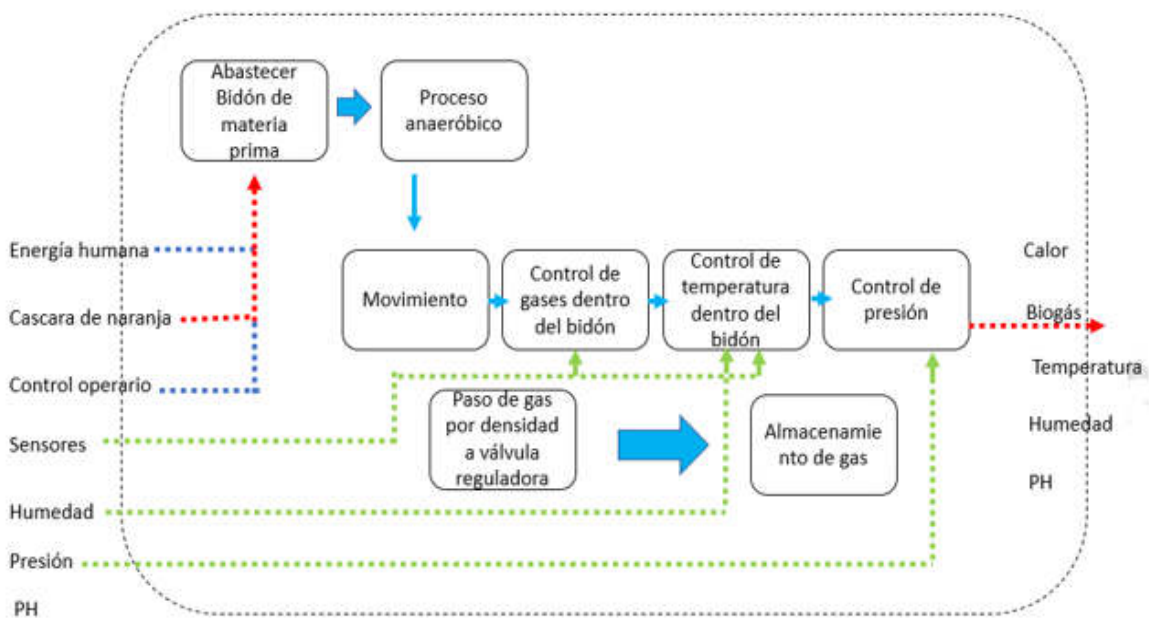 Abastecer
Bidón de
materia
prima
Proceso
anaeróbico
Energía humana
Cascara de naranja
Control operario
Sensores
Humedad
Presión
PH
Movimiento
Control de
gases dentro
del bidón
Control de
temperatura
dentro del
bidón
Control de
presión
Paso de gas
por densidad
a válvula
reguladora
Almacenamie
nto de gas
Calor
Biogás
Temperatura
Humedad
PH